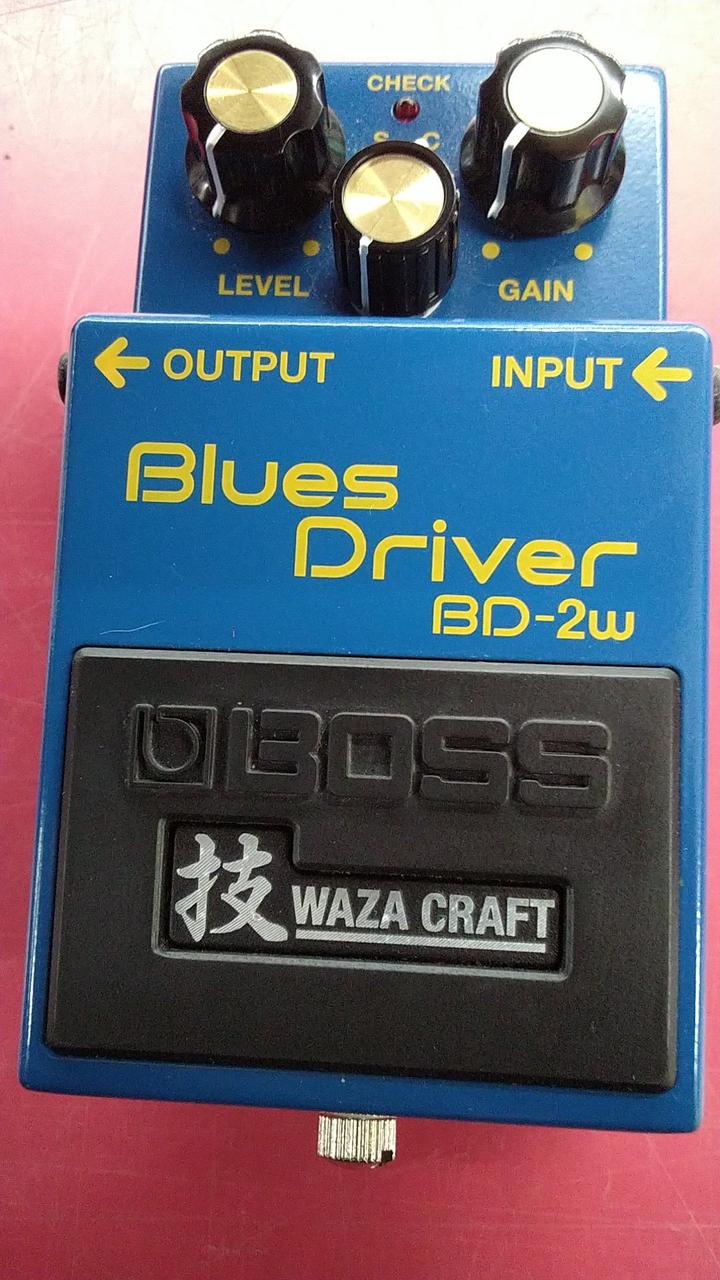 CHECK
S C
LEVEL
GAIN
← OUTPUT
INPUT ←
Blues
Driver
BD-2w
BOSS
技 WAZA CRAFT